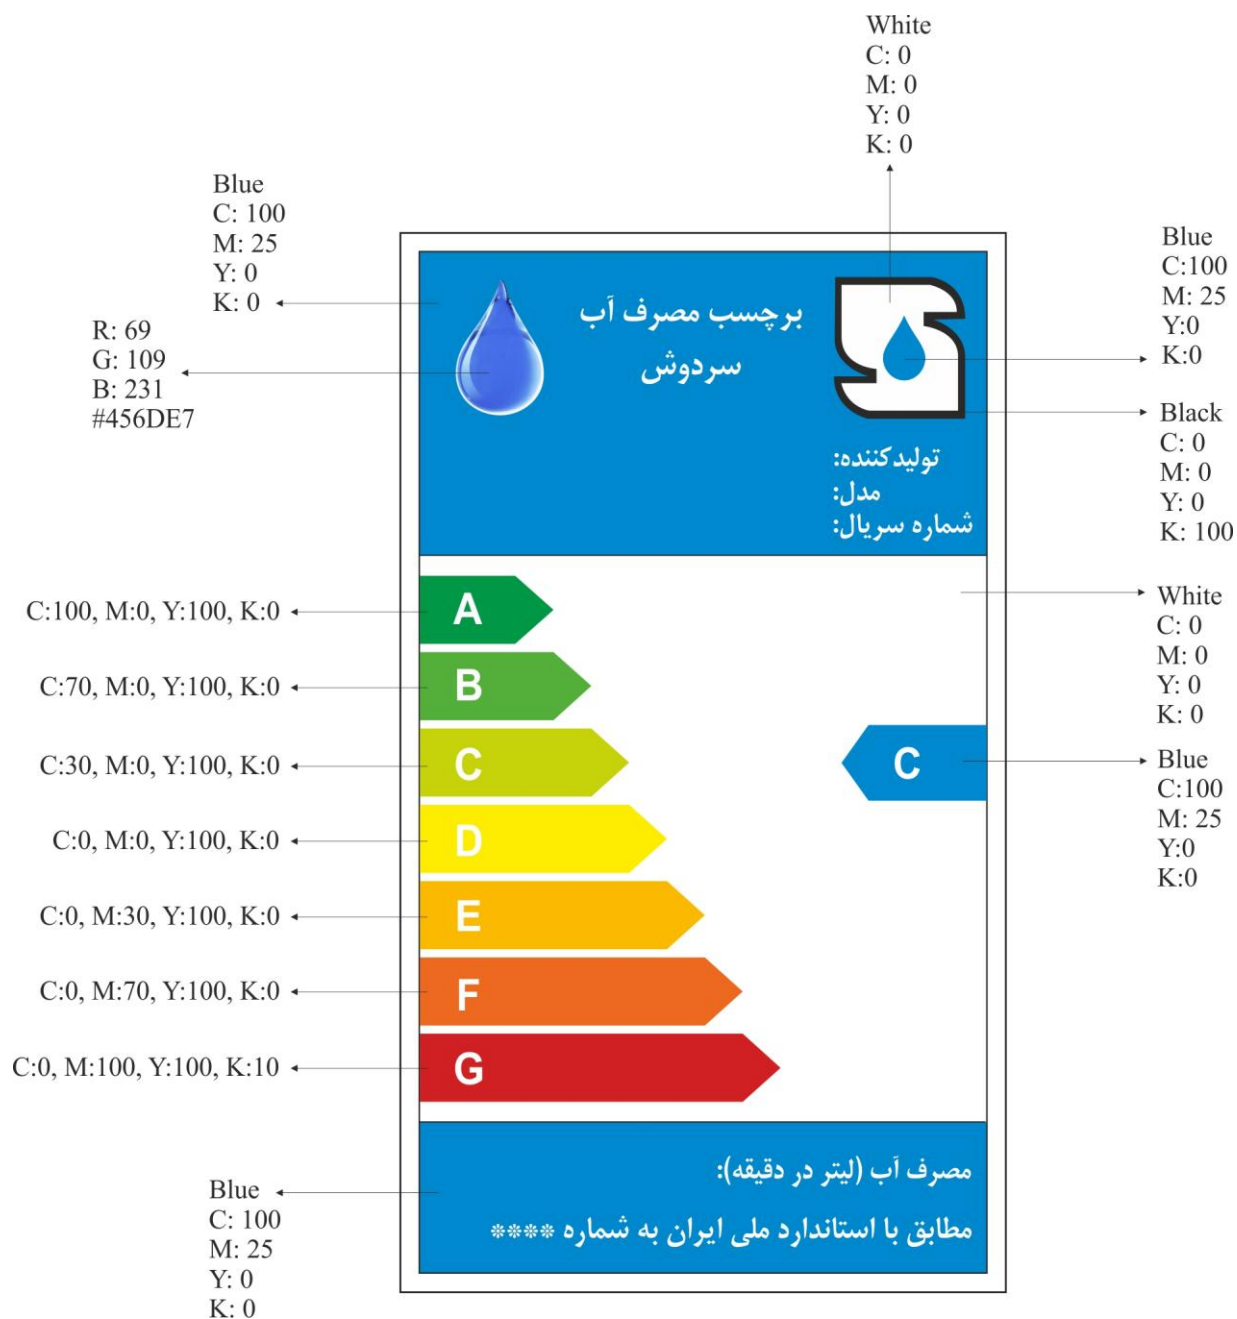 White
C: 0
M: 0
Y: 0
K: 0
Blue
C: 100
M: 25
Y: 0
K: 0
R: 69
G: 109
B: 231
#456DE7
Blue
C:100
M: 25
Y:0
K:0
Black
C: 0
M: 0
Y: 0
K: 100
برچسب مصرف آب
سردوش
تولیدکننده:
مدل:
شماره سریال:
C:100, M:0, Y:100, K:0
A
C:70, M:0, Y:100, K:0
B
C:30, M:0, Y:100, K:0
C
C:0, M:0, Y:100, K:0
D
C:0, M:30, Y:100, K:0
E
C:0, M:70, Y:100, K:0
F
C:0, M:100, Y:100, K:10
G
White
C: 0
M: 0
Y: 0
K: 0
C
Blue
C:100
M: 25
Y:0
K:0
مصرف آب (لیتر در دقیقه):
مطابق با استاندارد ملی ایران به شماره ****
Blue
C: 100
M: 25
Y: 0
K: 0